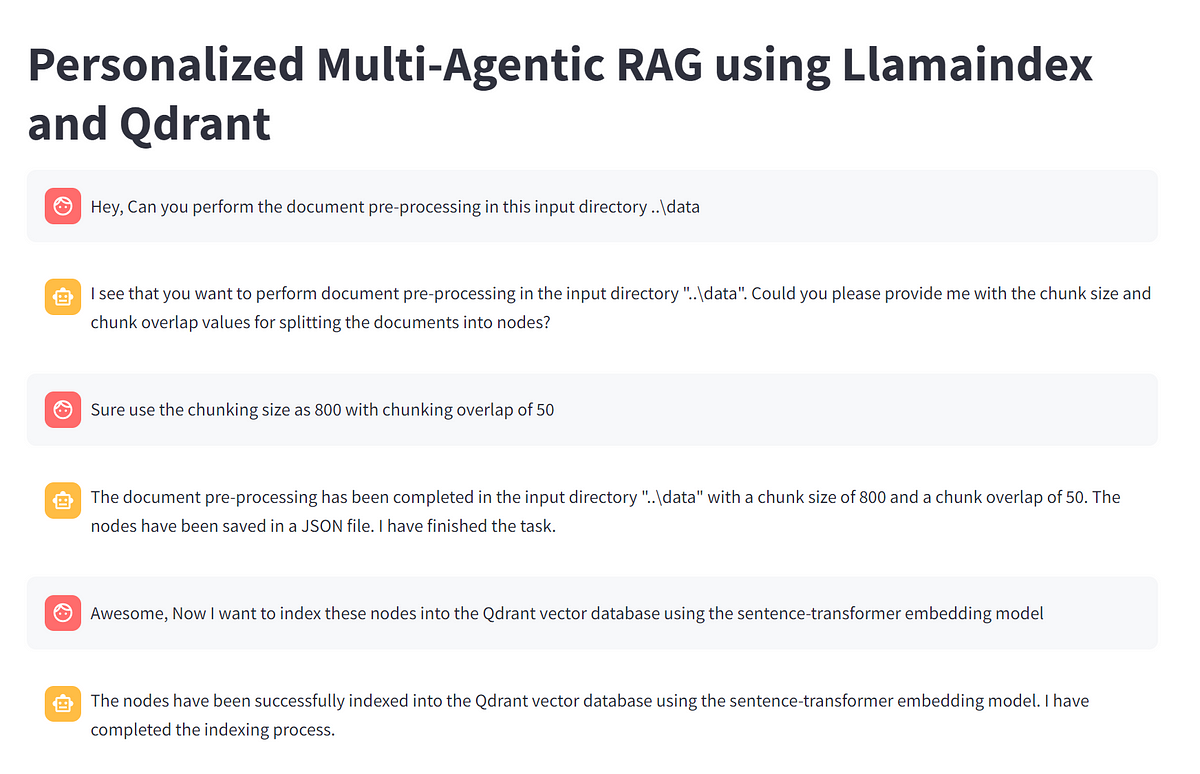 Personalized Multi-Agentic RAG using Llamaindex
and Qdrant
Hey, Can you perform the document pre-processing in this input directory ..\data
I see that you want to perform document pre-processing in the input directory "..\data". Could you please provide me with the chunk size and
chunk overlap values for splitting the documents into nodes?
Sure use the chunking size as 800 with chunking overlap of 50
The document pre-processing has been completed in the input directory "..\data" with a chunk size of 800 and a chunk overlap of 50. The
nodes have been saved in a JSON file. I have finished the task.
Awesome, Now I want to index these nodes into the Qdrant vector database using the sentence-transformer embedding model
The nodes have been successfully indexed into the Qdrant vector database using the sentence-transformer embedding model. I have
completed the indexing process.